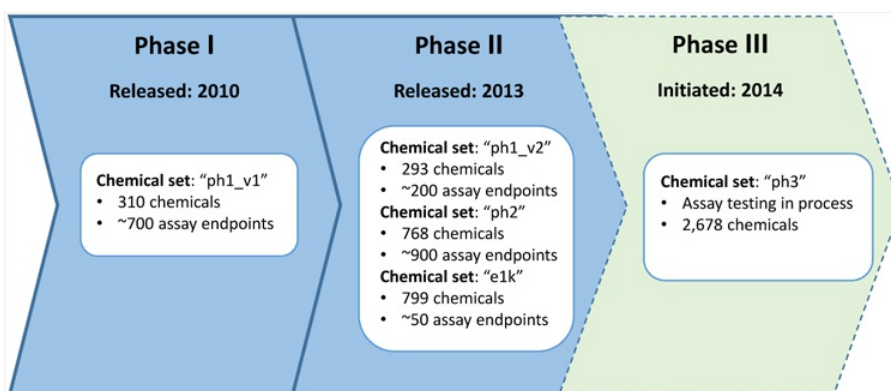 Phase I
Released: 2010
Chemical set: “ph1_v1”
• 310 chemicals
• ~700 assay endpoints
Phase II
Released: 2013
Chemical set: “ph1_v2”
• 293 chemicals
• ~200 assay endpoints
Chemical set: “ph2”
• 768 chemicals
• ~900 assay endpoints
Chemical set: “e1k”
• 799 chemicals
• ~50 assay endpoints
Phase III
Initiated: 2014
Chemical set: “ph3”
• Assay testing in process
• 2,678 chemicals